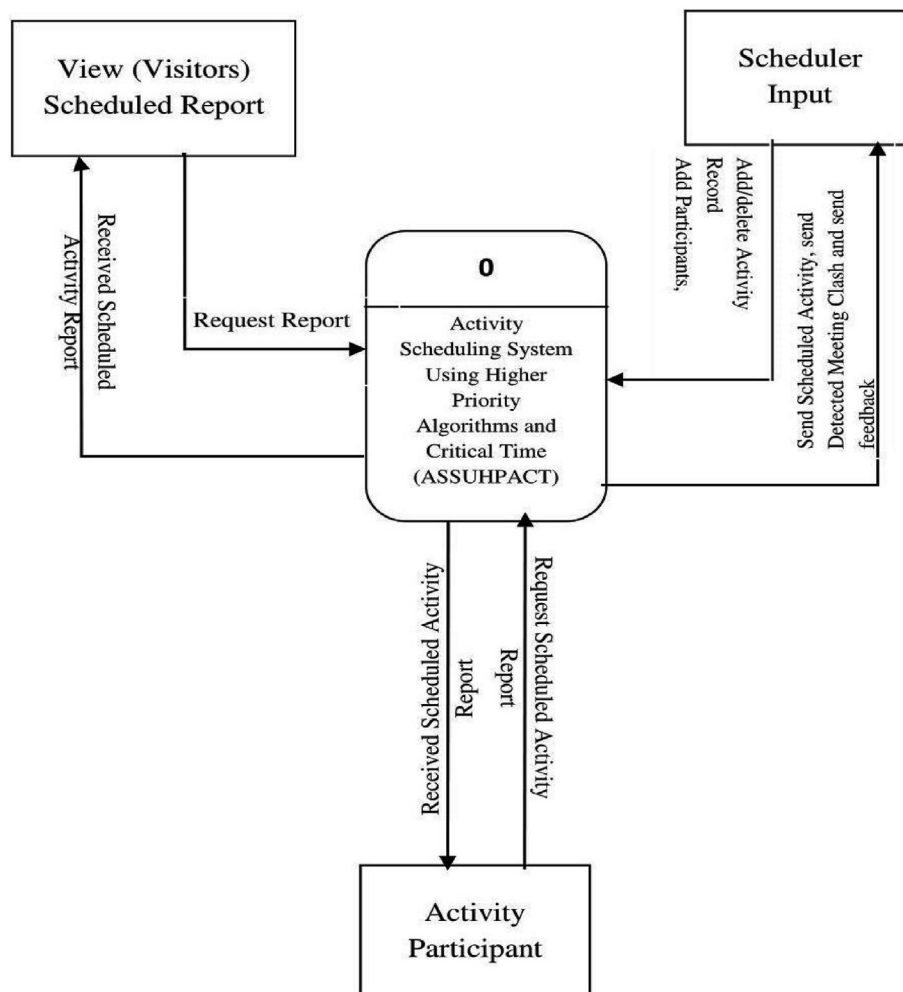 View (Visitors)
Scheduled Report
Scheduler
Input
Received Scheduled
Activity Report
Request Report
0
Activity
Scheduling System
Using Higher
Priority
Algorithms and
Critical Time
(ASSUHPACT)
Add/delete Activity
Record
Add Participants,
Send Scheduled Activity, send
Detected Meeting Clash and send
feedback
Received Scheduled Activity
Report
Request Scheduled Activity
Report
Activity
Participant